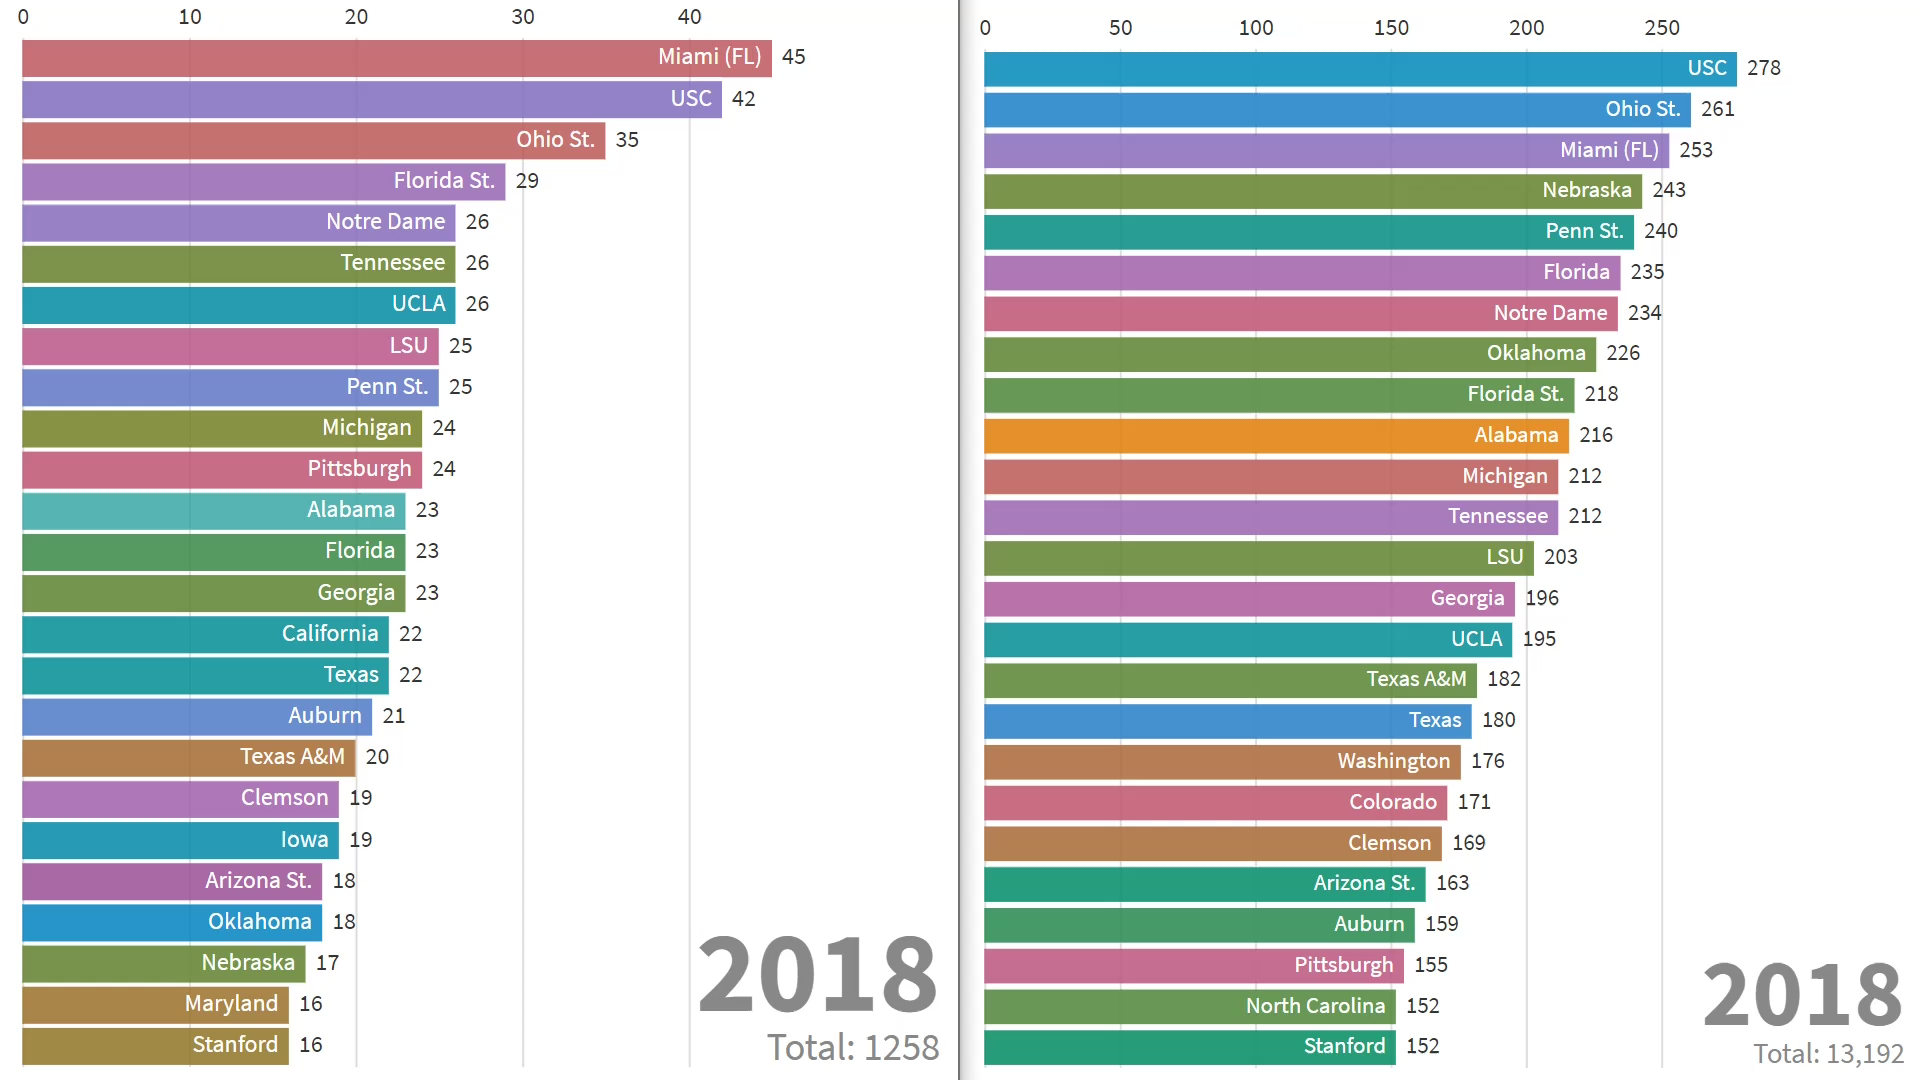 0 10 20 30 40
Miami (FL) 45
USC 42
Ohio St. 35
Florida St. 29
Notre Dame 26
Tennessee 26
UCLA 26
LSU 25
Penn St. 25
Michigan 24
Pittsburgh 24
Alabama 23
Florida 23
Georgia 23
California 22
Texas 22
Auburn 21
Texas A&M 20
Clemson 19
Iowa 19
Arizona St. 18
Oklahoma 18
Nebraska 17
Maryland 16
Stanford 16
2018
Total: 1258
0 50 100 150 200 250
USC 278
Ohio St. 261
Miami (FL) 253
Nebraska 243
Penn St. 240
Florida 235
Notre Dame 234
Oklahoma 226
Florida St. 218
Alabama 216
Michigan 212
Tennessee 212
LSU 203
Georgia 196
UCLA 195
Texas A&M 182
Texas 180
Washington 176
Colorado 171
Clemson 169
Arizona St. 163
Auburn 159
Pittsburgh 155
North Carolina 152
Stanford 152
2018
Total: 13,192